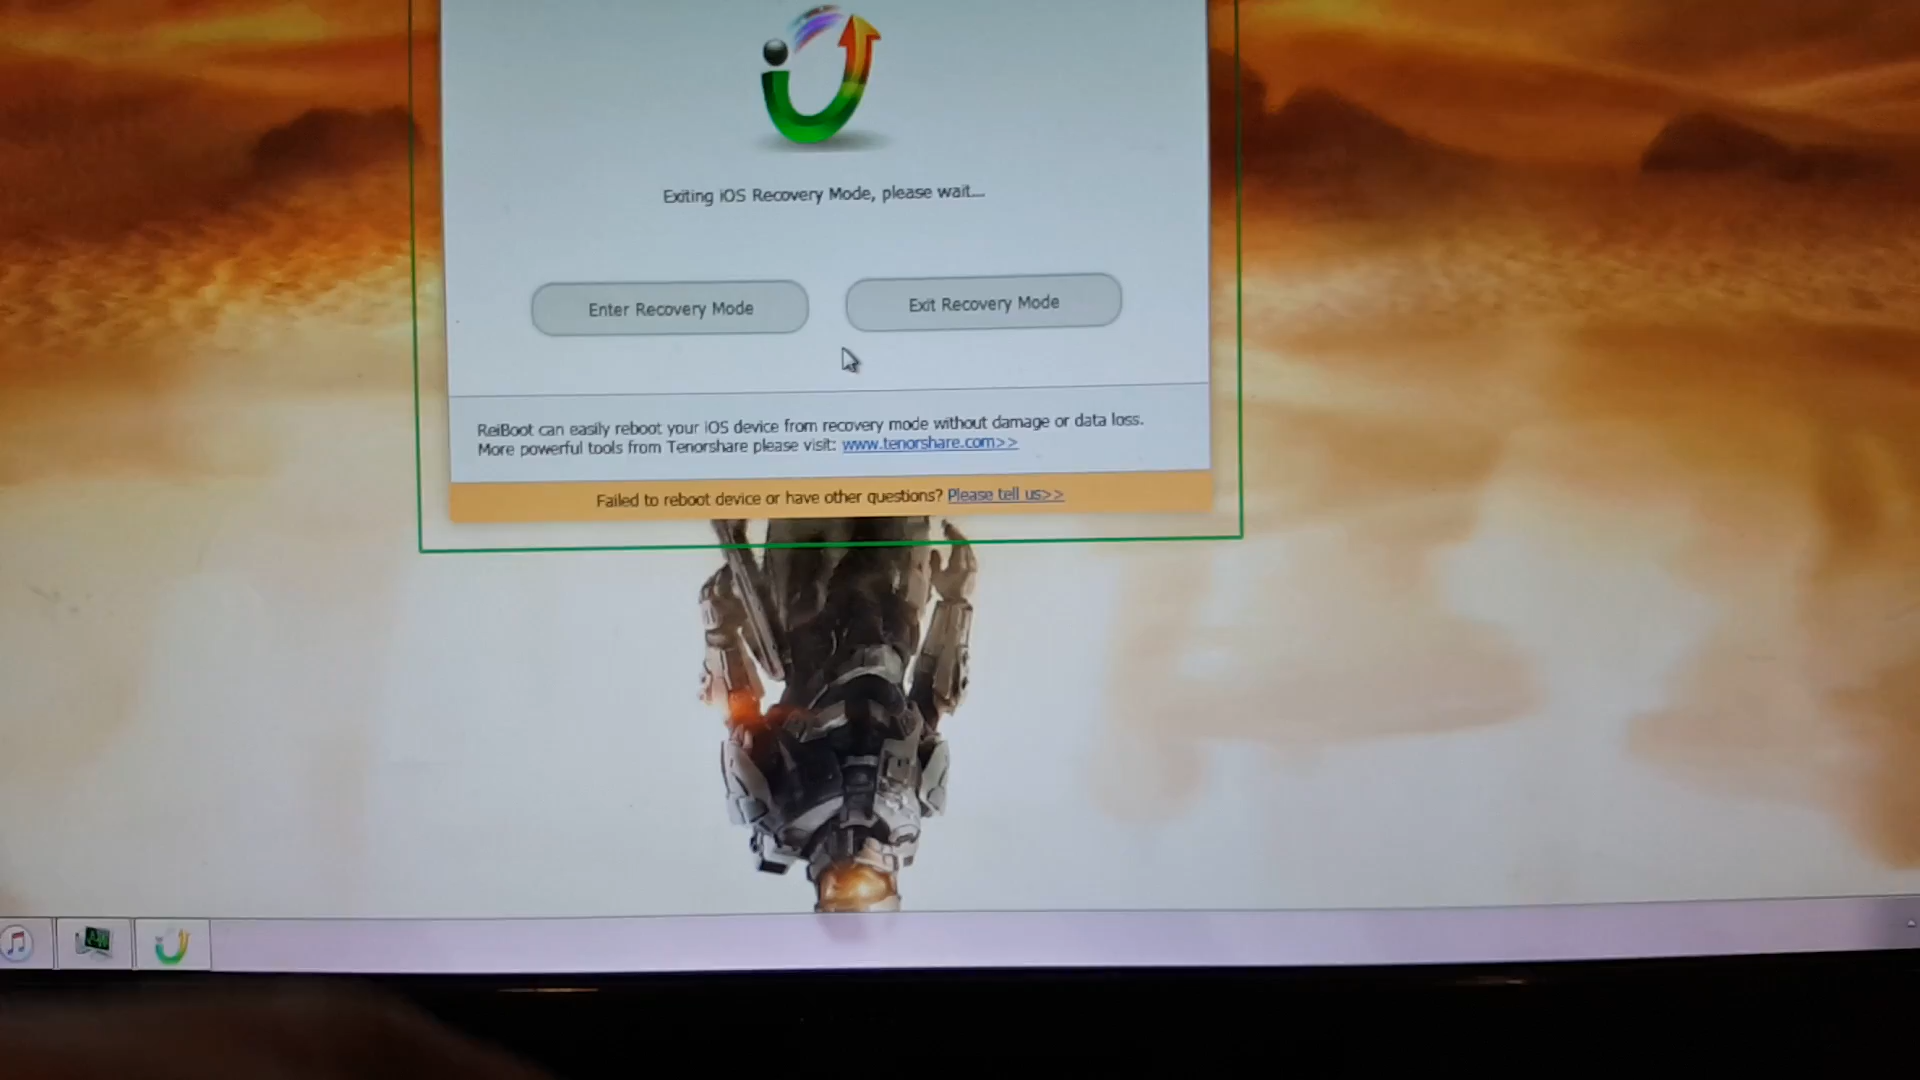 Exiting iOS Recovery Mode, please wait...
Enter Recovery Mode
Exit Recovery Mode
ReiBoot can easily reboot your iOS device from recovery mode without damage or data loss.
More powerful tools from Tenorshare please visit: www.tenorshare.com>>
Failed to reboot device or have other questions? Please tell us>>